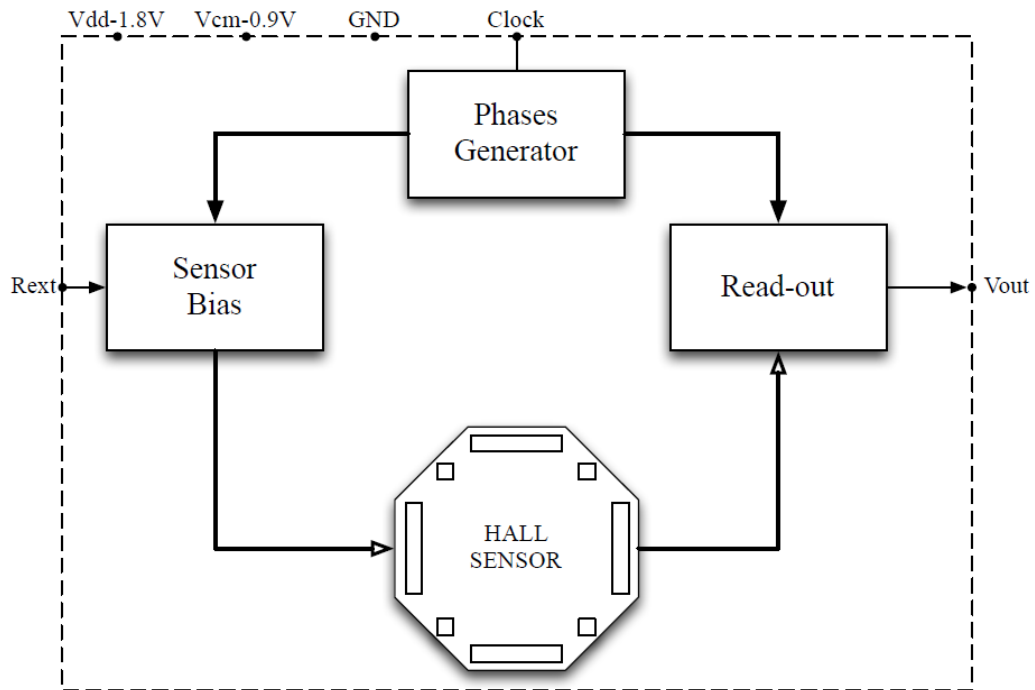 Vdd-1.8V
Vcm-0.9V
GND
Clock
Phases
Generator
Sensor
Bias
Read-out
Rext
Vout
HALL
SENSOR